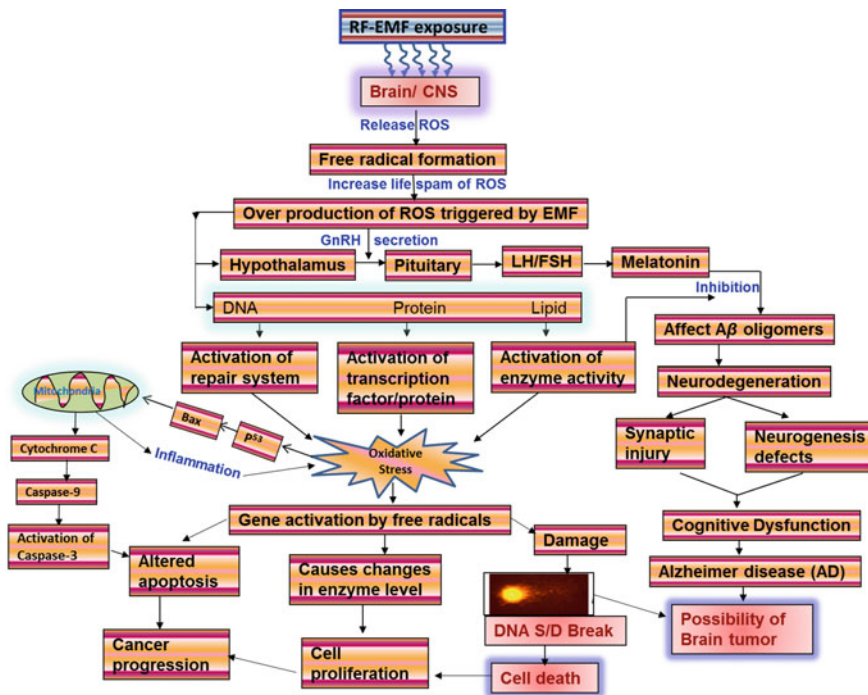 RF-EMF exposure
Brain/ CNS
Release ROS
Free radical formation
Increase life spam of ROS
Over production of ROS triggered by EMF
GnRH secretion
Hypothalamus
Pituitary
LH/FSH
Melatonin
Inhibition
DNA Protein Lipid
Affect Aβ oligomers
Activation of
repair system
Activation of
transcription
factor/protein
Activation of
enzyme activity
Neurodegeneration
Mitochondria
Bax
P53
Oxidative
Stress
Synaptic
injury
Neurogenesis
defects
Cytochrome C
Inflammation
Caspase-9
Gene activation by free radicals
Cognitive Dysfunction
Activation of
Caspase-3
Altered
apoptosis
Causes changes
in enzyme level
Damage
Alzheimer disease (AD)
DNA S/D Break
Possibility of
Brain tumor
Cancer
progression
Cell
proliferation
Cell death